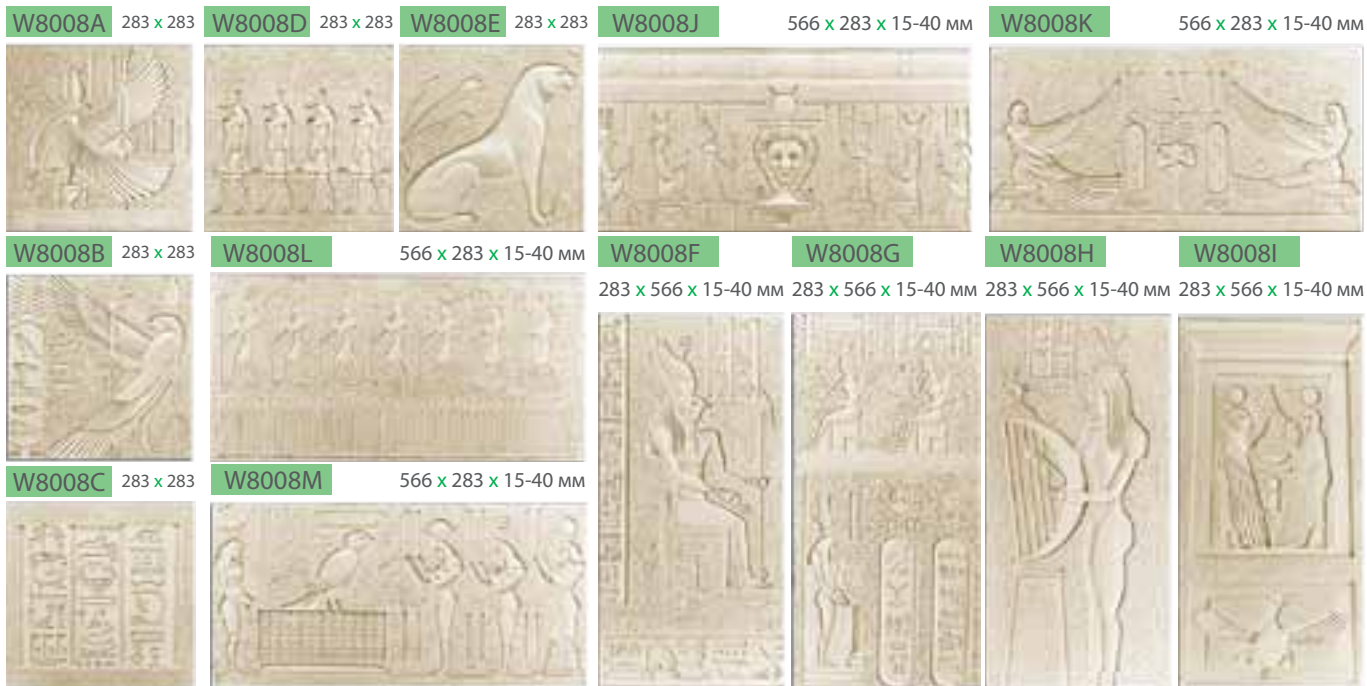 W8008A 283 x 283 W8008D 283 x 283 W8008E 283 x 283 W8008J 566 x 283 x 15-40 мм W8008K 566 x 283 x 15-40 мм
W8008B 283 x 283 W8008L 566 x 283 x 15-40 мм W8008F W8008G W8008H W8008I
283 x 566 x 15-40 мм 283 x 566 x 15-40 мм 283 x 566 x 15-40 мм 283 x 566 x 15-40 мм
W8008C 283 x 283 W8008M 566 x 283 x 15-40 мм